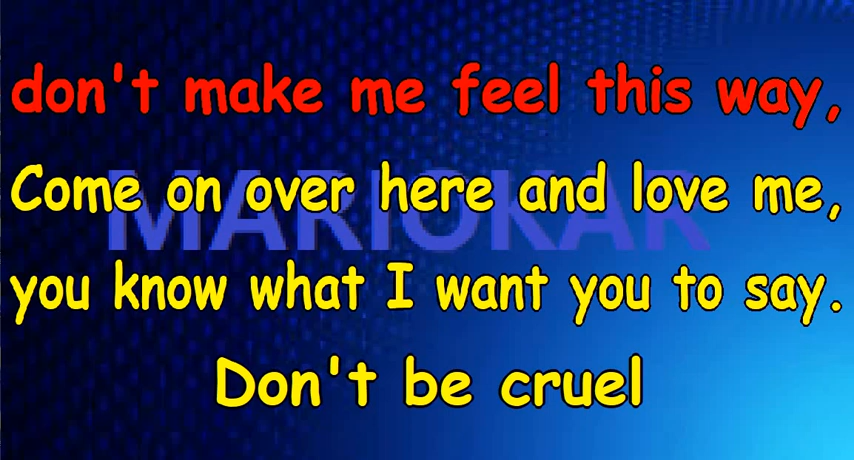 don't make me feel this way,
MARIOKAR
Come on over here and love me,
you know what I want you to say.
Don't be cruel